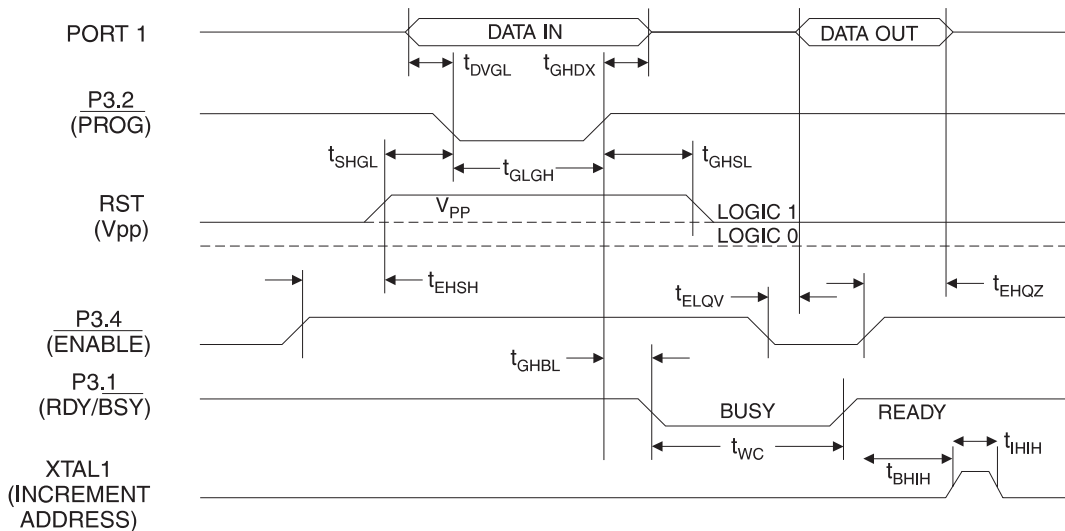 PORT 1
DATA IN
DATA OUT
tDVGL
tGHDX
P3.2
(PROG)
tSHGL
tGLGH
tGHSL
RST
(Vpp)
VPP
LOGIC 1
LOGIC 0
tEHSH
tELQV
tEHQZ
P3.4
(ENABLE)
tGHBL
P3.1
(RDY/BSY)
BUSY
READY
tWC
tIHIH
tBHIH
XTAL1
(INCREMENT
ADDRESS)